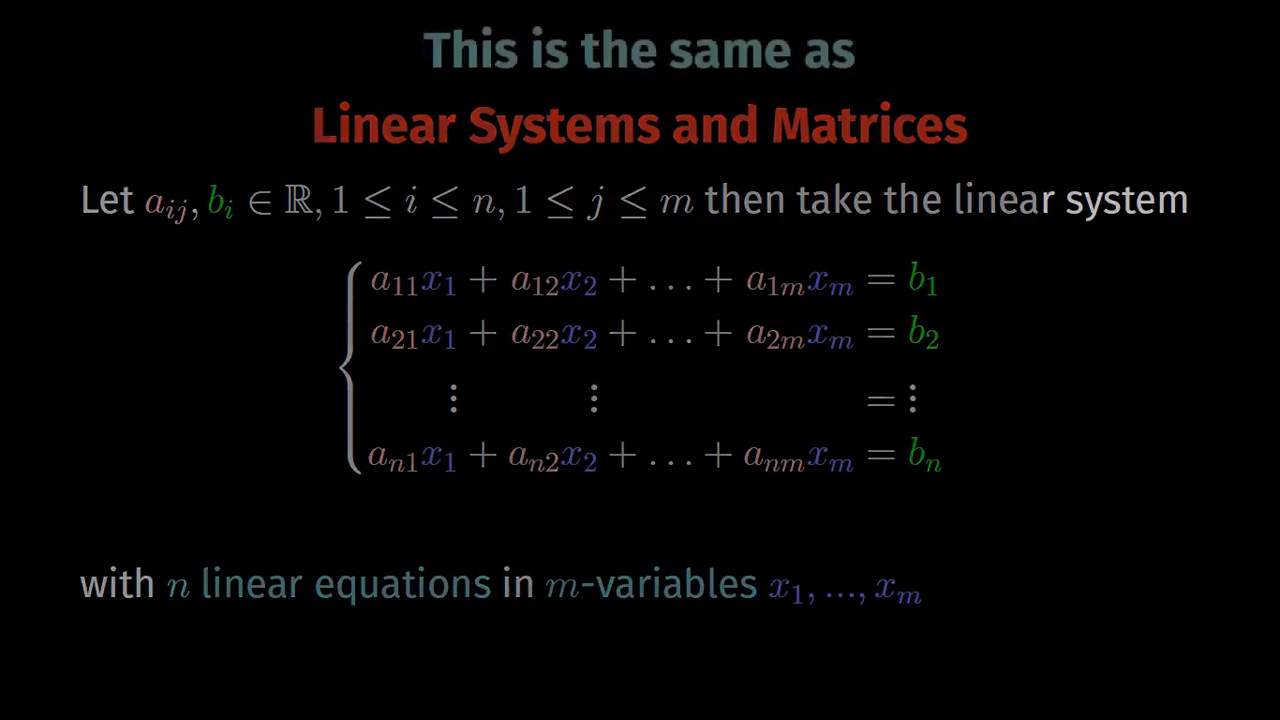 This is the same as
Linear Systems and Matrices
Let a_{ij}, b_i ∈ ℝ, 1 ≤ i ≤ n, 1 ≤ j ≤ m then take the linear system
a_{11}x_1 + a_{12}x_2 + … + a_{1m}x_m = b_1
a_{21}x_1 + a_{22}x_2 + … + a_{2m}x_m = b_2
⋮ ⋮ = ⋮
a_{n1}x_1 + a_{n2}x_2 + … + a_{nm}x_m = b_n
with n linear equations in m-variables x_1, ..., x_m